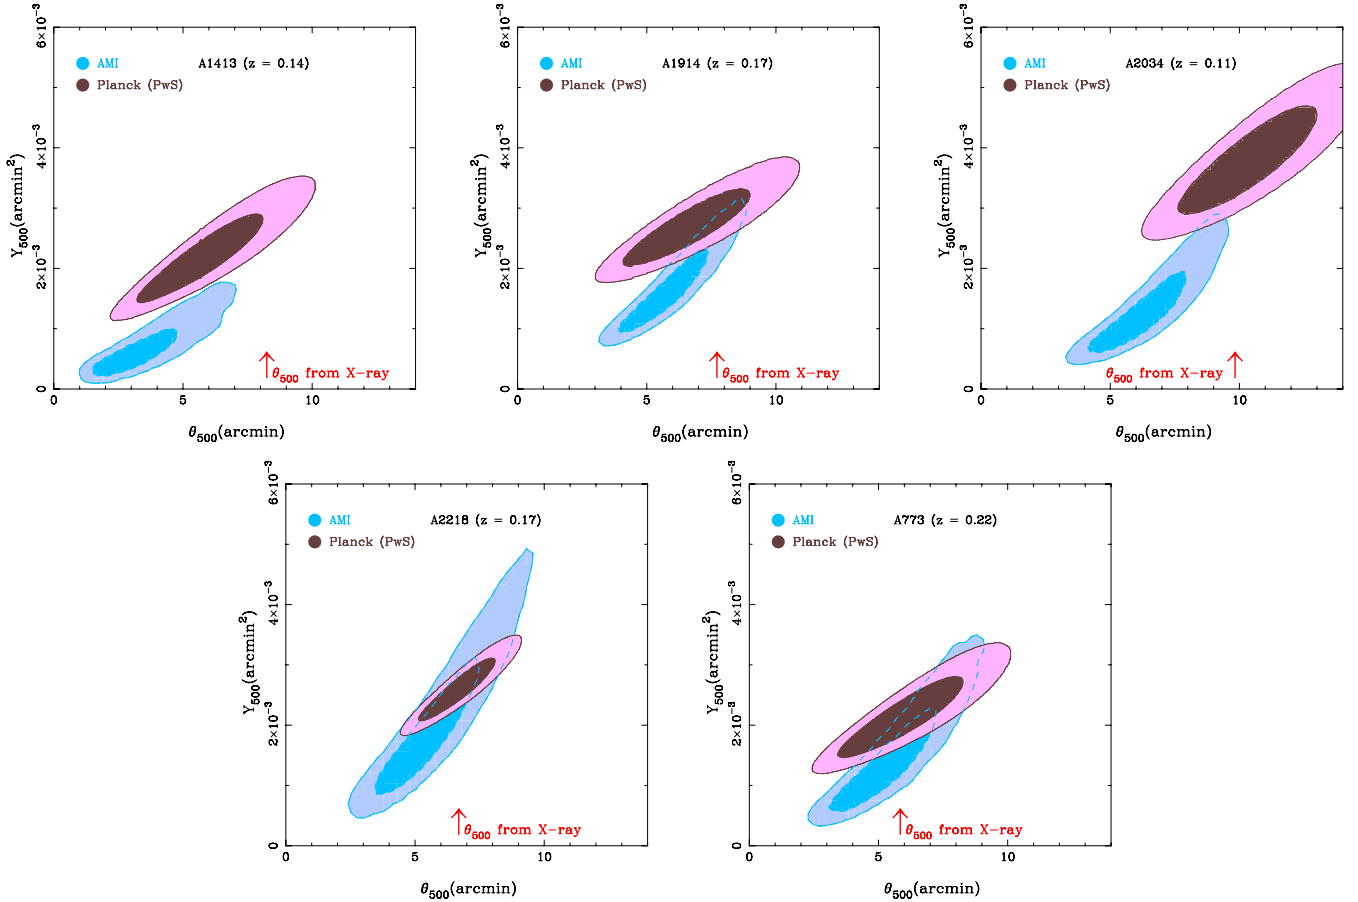 6×10⁻³
4×10⁻³
2×10⁻³
0
Y₅₀₀(arcmin²)
AMI
A1413 (z = 0.14)
Planck (PwS)
θ₅₀₀ from X-ray
0
5
10
θ₅₀₀(arcmin)
6×10⁻³
4×10⁻³
2×10⁻³
0
Y₅₀₀(arcmin²)
AMI
A1914 (z = 0.17)
Planck (PwS)
θ₅₀₀ from X-ray
0
5
10
θ₅₀₀(arcmin)
6×10⁻³
4×10⁻³
2×10⁻³
0
Y₅₀₀(arcmin²)
AMI
A2034 (z = 0.11)
Planck (PwS)
θ₅₀₀ from X-ray
0
5
10
θ₅₀₀(arcmin)
6×10⁻³
4×10⁻³
2×10⁻³
0
Y₅₀₀(arcmin²)
AMI
A2218 (z = 0.17)
Planck (PwS)
θ₅₀₀ from X-ray
0
5
10
θ₅₀₀(arcmin)
6×10⁻³
4×10⁻³
2×10⁻³
0
Y₅₀₀(arcmin²)
AMI
A773 (z = 0.22)
Planck (PwS)
θ₅₀₀ from X-ray
0
5
10
θ₅₀₀(arcmin)